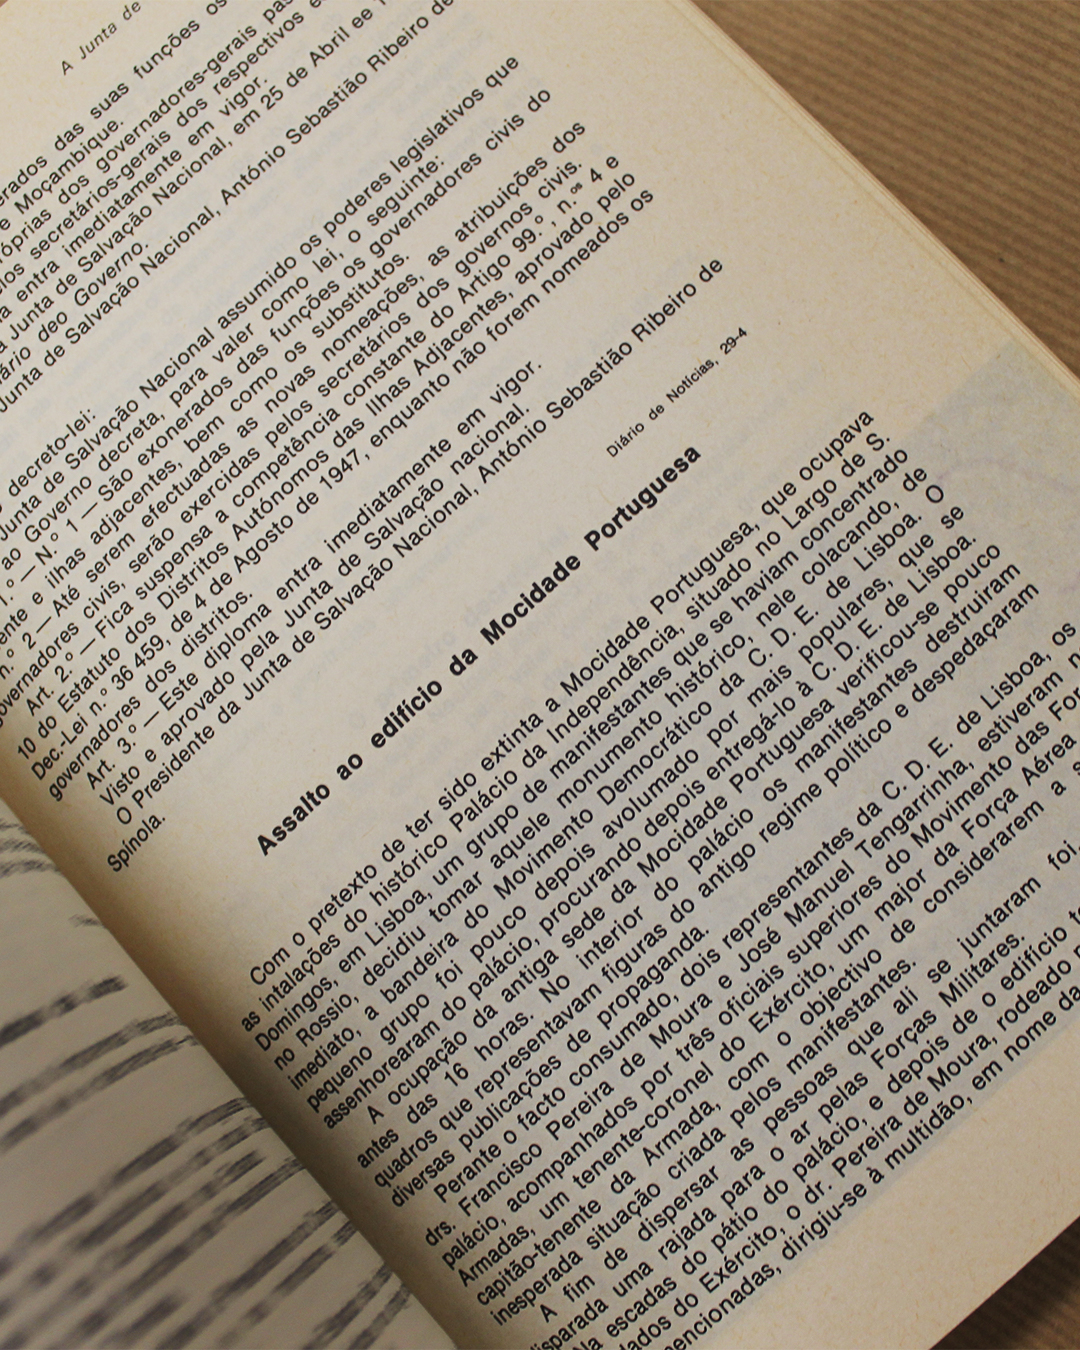 A Junta de
erados das suas funções os
e Moçambique.
róprias dos governadores-gerais pas
los secretários-gerais dos respectivos e
a entra imediatamente em vigor.
a Junta de Salvação Nacional, em 25 de Abril ee
ário deo Governo.
Junta de Salvação Nacional, António Sebastião Ribeiro de
decreto-lei:
Junta de Salvação Nacional assumido os poderes legislativos que
ao Governo decreta, para valer como lei, o seguinte:
1.º — N.º 1 — São exonerados das funções os governadores civis do
ente e ilhas adjacentes, bem como os substitutos.
n.º 2 — Até serem efectuadas as novas nomeações, as atribuições dos
governadores civis, serão exercidas pelos secretários dos governos civis.
Art. 2.º — Fica suspensa a competência constante do Artigo 99.º, n.ºs 4 e
10 do Estatuto dos Distritos Autónomos das Ilhas Adjacentes, aprovado pelo
Dec.-Lei n.º 36 459, de 4 de Agosto de 1947, enquanto não forem nomeados os
governadores dos distritos.
Art. 3.º — Este diploma entra imediatamente em vigor.
Visto e aprovado pela Junta de Salvação nacional.
O Presidente da Junta de Salvação Nacional, António Sebastião Ribeiro de
Spínola.
Diário de Notícias, 29-4
Assalto ao edifício da Mocidade Portuguesa
Com o pretexto de ter sido extinta a Mocidade Portuguesa, que ocupava
as intalações do histórico Palácio da Independência, situado no Largo de S.
Domingos, em Lisboa, um grupo de manifestantes que se haviam concentrado
no Rossio, decidiu tomar aquele monumento histórico, nele colacando, de
imediato, a bandeira do Movimento Democrático da C. D. E. de Lisboa. O
pequeno grupo foi pouco depois avolumado por mais populares, que se
assenhorearam do palácio, procurando depois entregá-lo à C. D. E. de Lisboa.
A ocupação da antiga sede da Mocidade Portuguesa verificou-se pouco
antes das 16 horas. No interior do palácio os manifestantes destruiram
quadros que representavam figuras do antigo regime político e despedaçaram
diversas publicações de propaganda.
Perante o facto consumado, dois representantes da C. D. E. de Lisboa, os
drs. Francisco Pereira de Moura e José Manuel Tengarrinha, estiveram n
palácio, acompanhados por três oficiais superiores do Movimento das For
Armadas, um tenente-coronel do Exército, um major da Força Aérea
capitão-tenente da Armada, com o objectivo de considerarem a s
inesperada situação criada pelos manifestantes.
A fim de dispersar as pessoas que ali se juntaram foi,
disparada uma rajada para o ar pelas Forças Militares.
Na escadas do pátio do palácio, e depois de o edifício t
dados do Exército, o dr. Pereira de Moura, rodeado
encionadas, dirigiu-se à multidão, em nome da